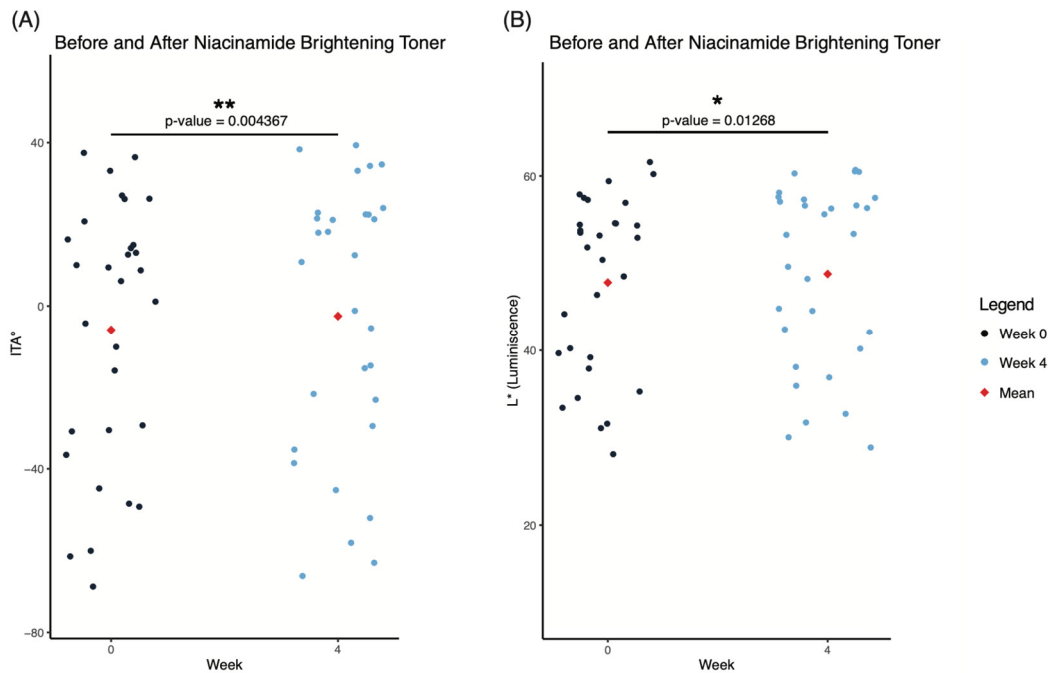 (A)
Before and After Niacinamide Brightening Toner
**
p-value = 0.004367
40
0
−40
−80
ITA°
0
4
Week
(B)
Before and After Niacinamide Brightening Toner
*
p-value = 0.01268
60
40
20
L* (Luminiscence)
0
4
Week
Legend
Week 0
Week 4
Mean